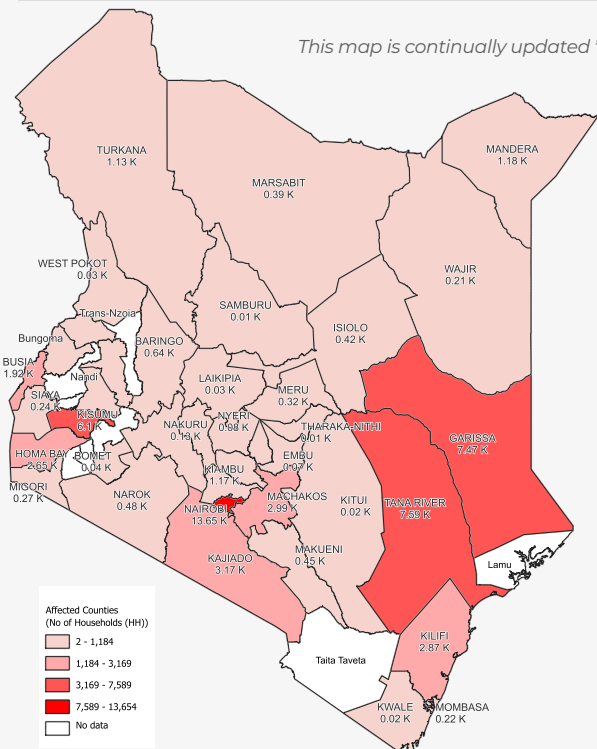 This map is continually updated
TURKANA
1.13 K
MANDERA
1.18 K
MARSABIT
0.39 K
WEST POKOT
0.03 K
WAJIR
0.21 K
SAMBURU
0.01 K
Trans-Nzoia
ISIOLO
0.42 K
Bungoma
BARINGO
0.64 K
BUSIA
1.92 K
Nandi
LAIKIPIA
0.03 K
MERU
0.32 K
SIAYA
0.24 K
KISUMU
6.1 K
NAKURU
0.13 K
NYERI
0.08 K
THARAKA-NITHI
0.01 K
GARISSA
7.47 K
HOMA BAY
2.65 K
BOMET
0.04 K
EMBU
0.07 K
KIAMBU
1.17 K
MIGORI
0.27 K
NAROK
0.48 K
NAIROBI
13.65 K
MACHAKOS
2.99 K
KITUI
0.02 K
TANA RIVER
7.59 K
KAJIADO
3.17 K
MAKUENI
0.45 K
Lamu
Taita Taveta
KILIFI
2.87 K
KWALE
0.02 K
MOMBASA
0.22 K
Affected Counties
(No of Households (HH))
2 - 1,184
1,184 - 3,169
3,169 - 7,589
7,589 - 13,654
No data